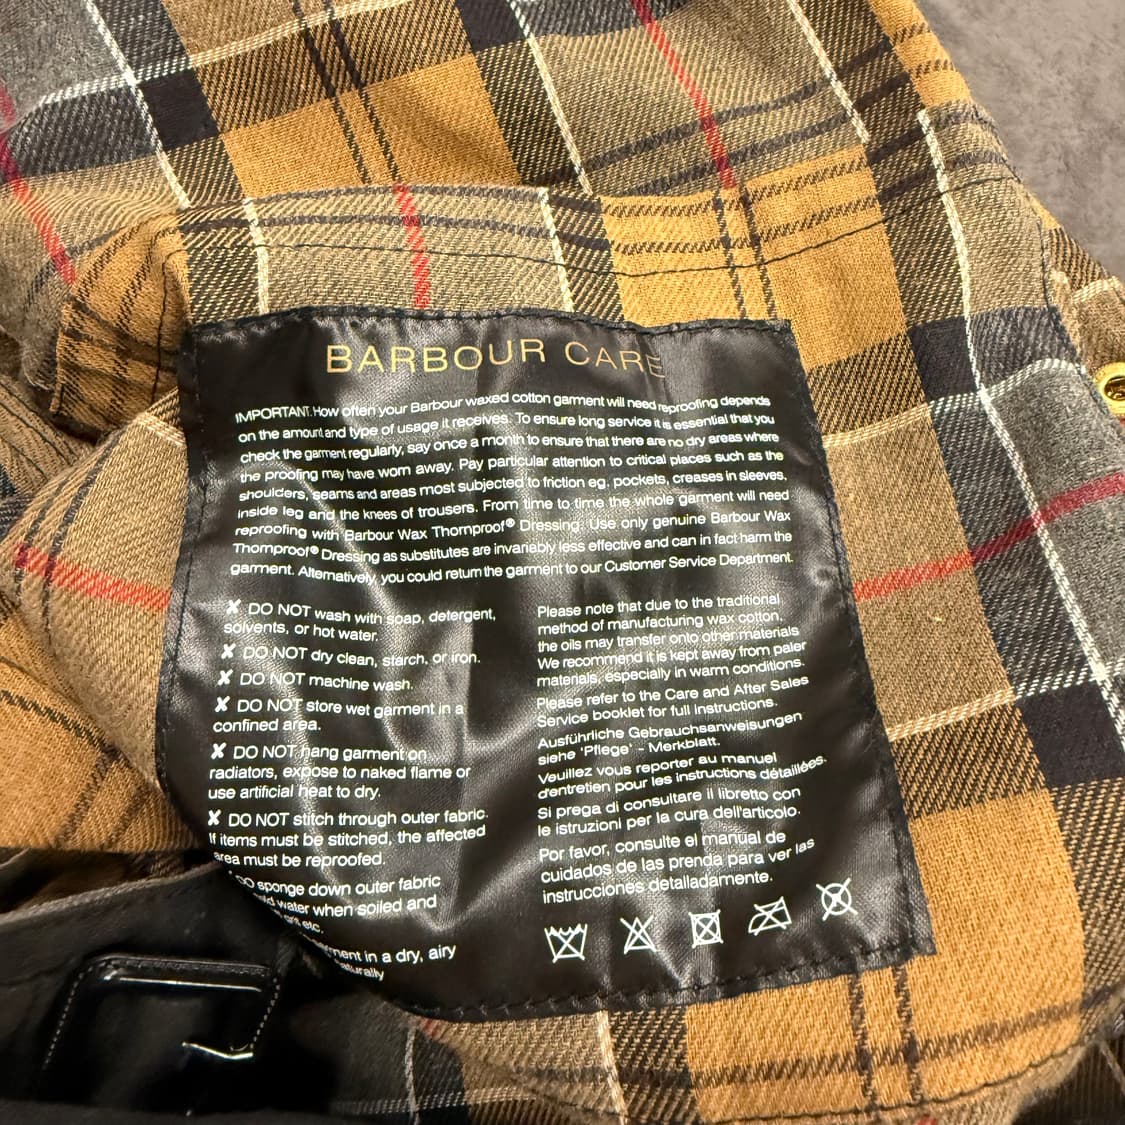 BARBOUR CARE
IMPORTANT. How often your Barbour waxed cotton garment will need reproofing depends
on the amount and type of usage it receives. To ensure long service it is essential that you
check the garment regularly, say once a month to ensure that there are no dry areas where
the proofing may have worn away. Pay particular attention to critical places such as the
shoulders, seams and areas most subjected to friction eg. pockets, creases in sleeves,
inside leg and the knees of trousers. From time to time the whole garment will need
reproofing with Barbour Wax Thornproof® Dressing. Use only genuine Barbour Wax
Thornproof® Dressing as substitutes are invariably less effective and can in fact harm the
garment. Alternatively, you could return the garment to our Customer Service Department.
✘ DO NOT wash with soap, detergent,
solvents, or hot water.
✘ DO NOT dry clean, starch, or iron.
✘ DO NOT machine wash.
✘ DO NOT store wet garment in a
confined area.
✘ DO NOT hang garment on
radiators, expose to naked flame or
use artificial heat to dry.
✘ DO NOT stitch through outer fabric.
If items must be stitched, the affected
area must be reproofed.
DO sponge down outer fabric
water when soiled and
etc.
in a dry, airy
Please note that due to the traditional
method of manufacturing wax cotton,
the oils may transfer onto other materials
We recommend it is kept away from paler
materials, especially in warm conditions.
Please refer to the Care and After Sales
Service booklet for full instructions.
Ausführliche Gebrauchsanweisungen
siehe 'Pflege' - Merkblatt.
Veuillez vous reporter au manuel
d'entretien pour les instructions détaillées.
Si prega di consultare il libretto con
le istruzioni per la cura dell'articolo.
Por favor, consulte el manual de
cuidados de las prenda para ver las
instrucciones detalladamente.